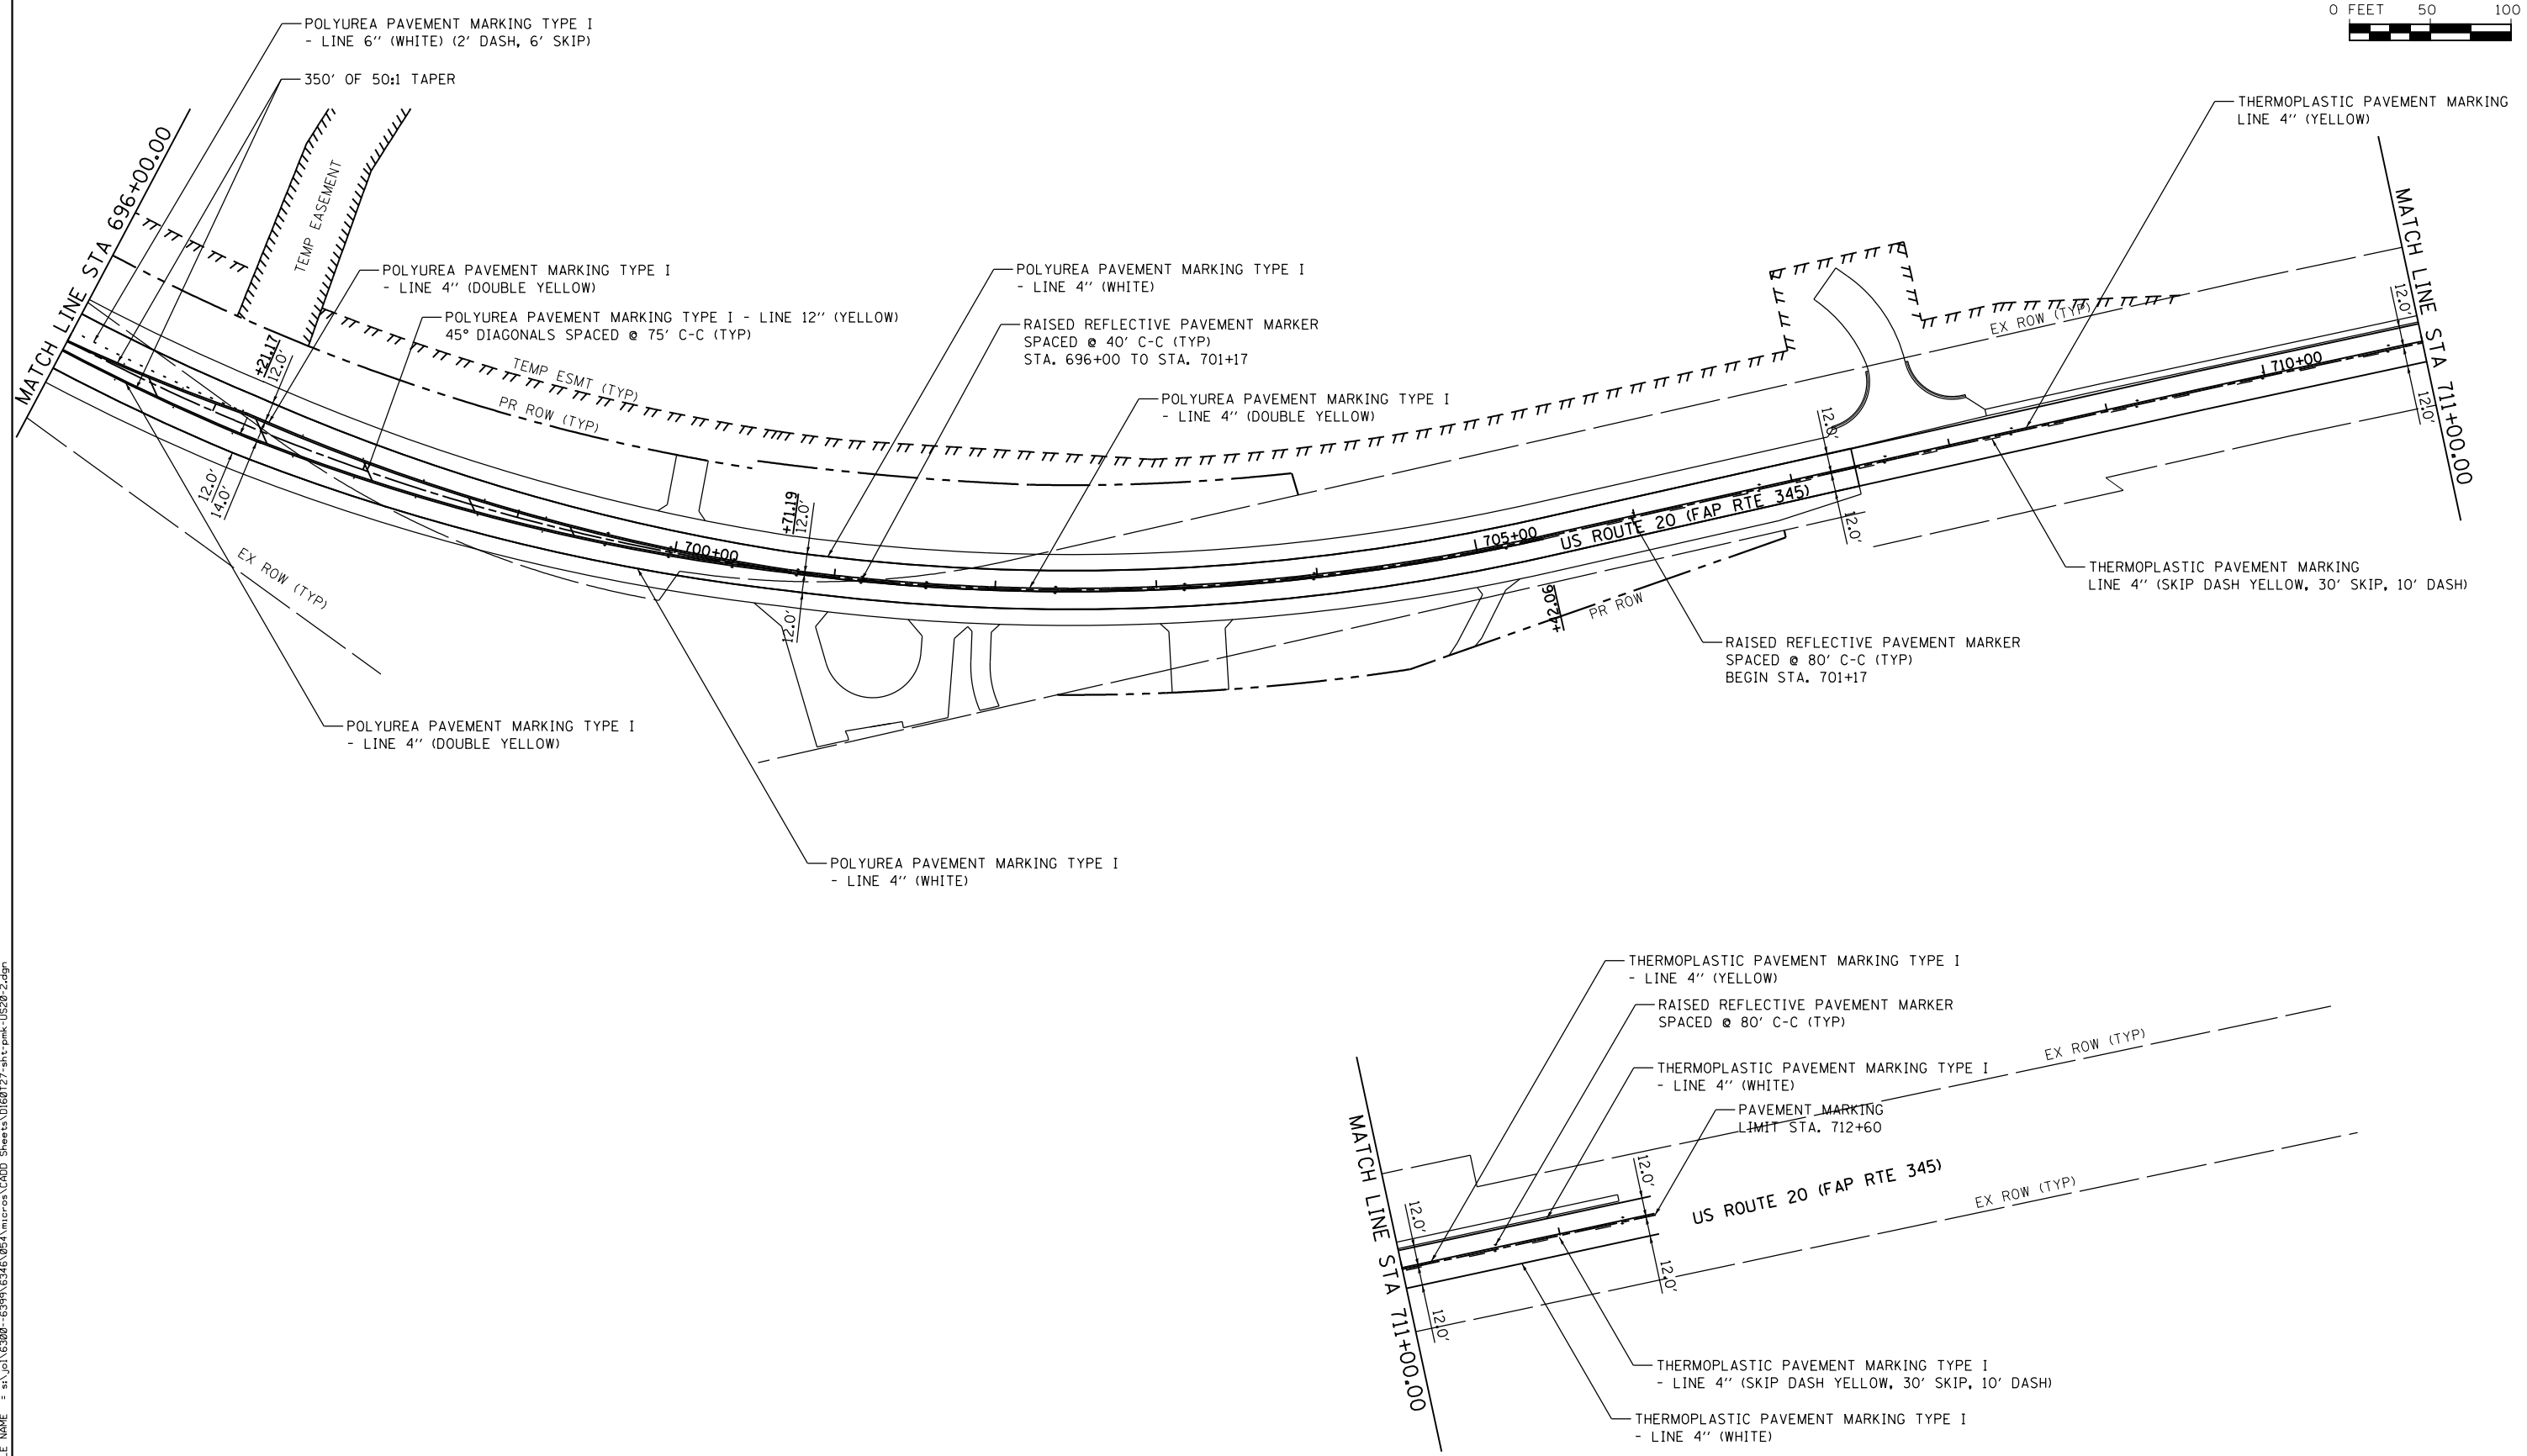 0 FEET 50 100
POLYUREA PAVEMENT MARKING TYPE I
- LINE 6'' (WHITE) (2' DASH, 6' SKIP)
350' OF 50:1 TAPER
THERMOPLASTIC PAVEMENT MARKING
LINE 4'' (YELLOW)
MATCH LINE STA 696+00.00
TEMP EASEMENT
POLYUREA PAVEMENT MARKING TYPE I
- LINE 4'' (DOUBLE YELLOW)
POLYUREA PAVEMENT MARKING TYPE I - LINE 12'' (YELLOW)
45° DIAGONALS SPACED @ 75' C-C (TYP)
POLYUREA PAVEMENT MARKING TYPE I
- LINE 4'' (WHITE)
RAISED REFLECTIVE PAVEMENT MARKER
SPACED @ 40' C-C (TYP)
STA. 696+00 TO STA. 701+17
POLYUREA PAVEMENT MARKING TYPE I
- LINE 4'' (DOUBLE YELLOW)
+21.17
12.0'
TEMP ESMT (TYP)
PR ROW (TYP)
EX ROW (TYP)
12.0'
710+00
12.0'
MATCH LINE STA 711+00.00
12.0'
12.0'
14.0'
+71.19
12.0'
12.0'
700+00
705+00
US ROUTE 20 (FAP RTE 345)
12.0'
EX ROW (TYP)
+42.90
PR ROW
THERMOPLASTIC PAVEMENT MARKING
LINE 4'' (SKIP DASH YELLOW, 30' SKIP, 10' DASH)
RAISED REFLECTIVE PAVEMENT MARKER
SPACED @ 80' C-C (TYP)
BEGIN STA. 701+17
POLYUREA PAVEMENT MARKING TYPE I
- LINE 4'' (DOUBLE YELLOW)
POLYUREA PAVEMENT MARKING TYPE I
- LINE 4'' (WHITE)
THERMOPLASTIC PAVEMENT MARKING TYPE I
- LINE 4'' (YELLOW)
RAISED REFLECTIVE PAVEMENT MARKER
SPACED @ 80' C-C (TYP)
THERMOPLASTIC PAVEMENT MARKING TYPE I
- LINE 4'' (WHITE)
PAVEMENT MARKING
LIMIT STA. 712+60
EX ROW (TYP)
MATCH LINE STA 711+00.00
12.0'
12.0'
US ROUTE 20 (FAP RTE 345)
EX ROW (TYP)
12.0'
12.0'
THERMOPLASTIC PAVEMENT MARKING TYPE I
- LINE 4'' (SKIP DASH YELLOW, 30' SKIP, 10' DASH)
THERMOPLASTIC PAVEMENT MARKING TYPE I
- LINE 4'' (WHITE)